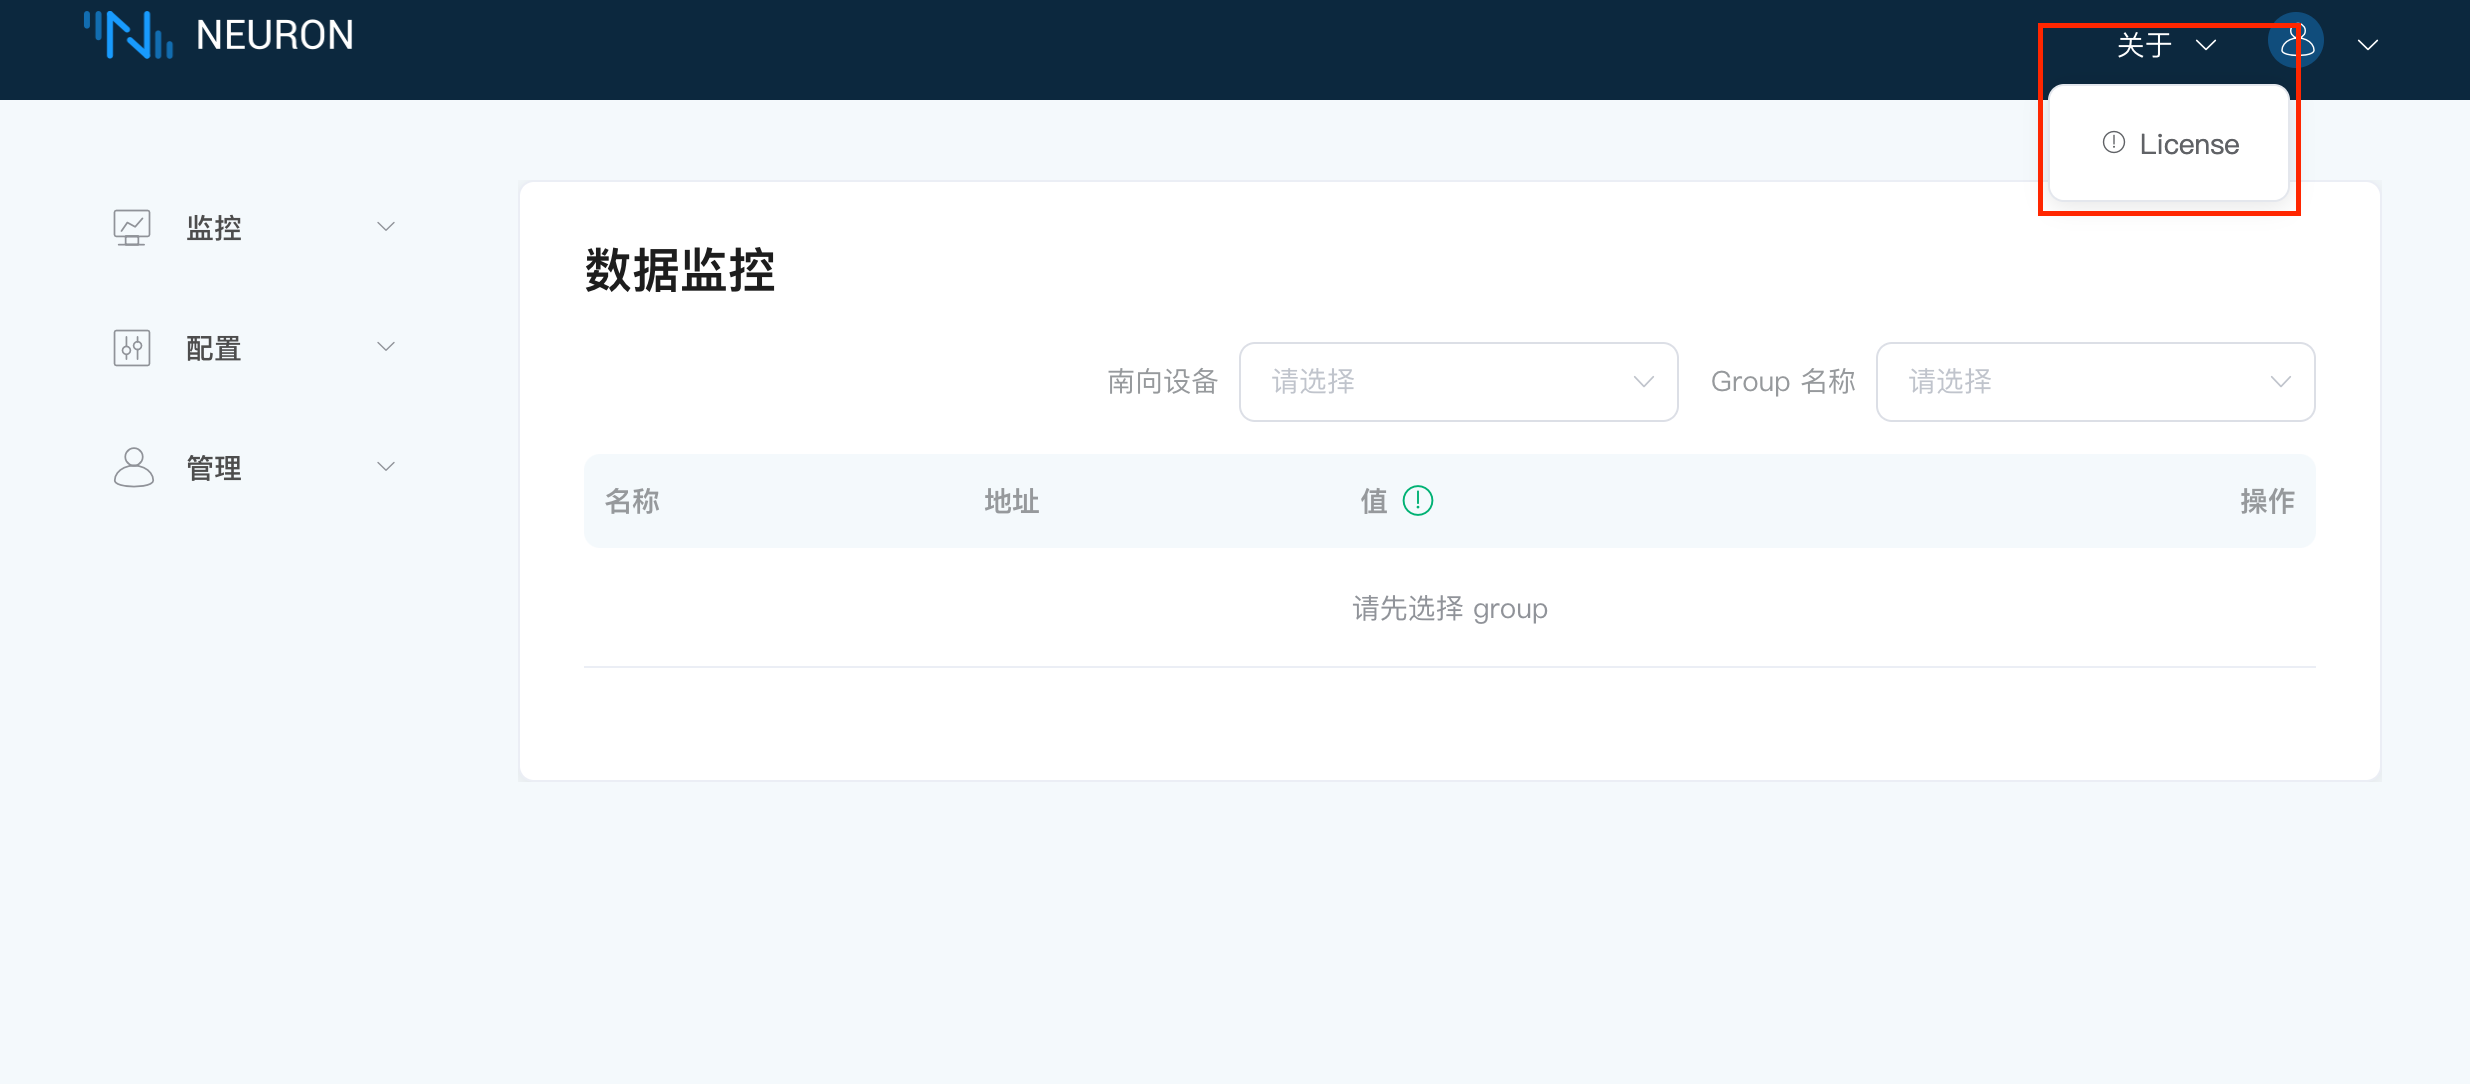 NEURON
关于
License
监控
配置
管理
数据监控
南向设备 请选择 Group 名称 请选择
名称 地址 值 操作
请先选择 group